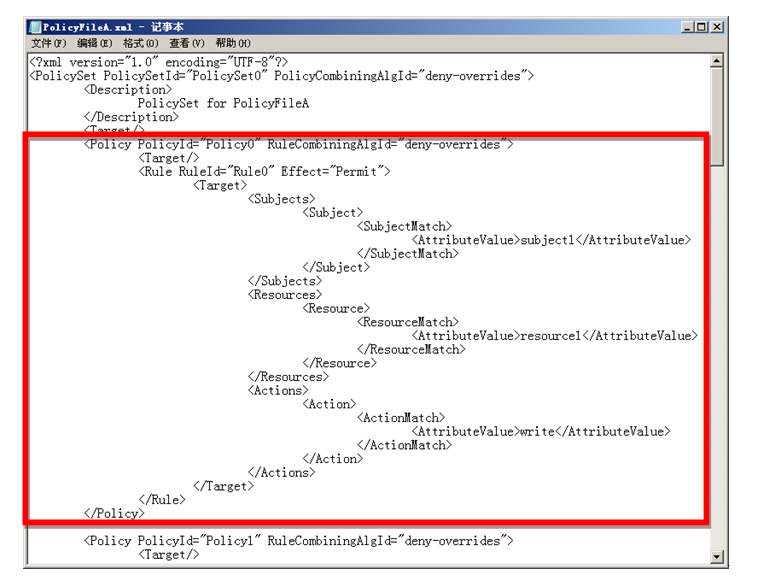 PolicyFileA.xml - 记事本
文件(F) 编辑(E) 格式(O) 查看(V) 帮助(H)
<?xml version="1.0" encoding="UTF-8"?>
<PolicySet PolicySetId="PolicySet0" PolicyCombiningAlgId="deny-overrides">
<Description>
PolicySet for PolicyFileA
</Description>
<Target/>
<Policy PolicyId="Policy0" RuleCombiningAlgId="deny-overrides">
<Target/>
<Rule RuleId="Rule0" Effect="Permit">
<Target>
<Subjects>
<Subject>
<SubjectMatch>
<AttributeValue>subject1</AttributeValue>
</SubjectMatch>
</Subject>
</Subjects>
<Resources>
<Resource>
<ResourceMatch>
<AttributeValue>resource1</AttributeValue>
</ResourceMatch>
</Resource>
</Resources>
<Actions>
<Action>
<ActionMatch>
<AttributeValue>write</AttributeValue>
</ActionMatch>
</Action>
</Actions>
</Target>
</Rule>
</Policy>
<Policy PolicyId="Policy1" RuleCombiningAlgId="deny-overrides">
<Target/>